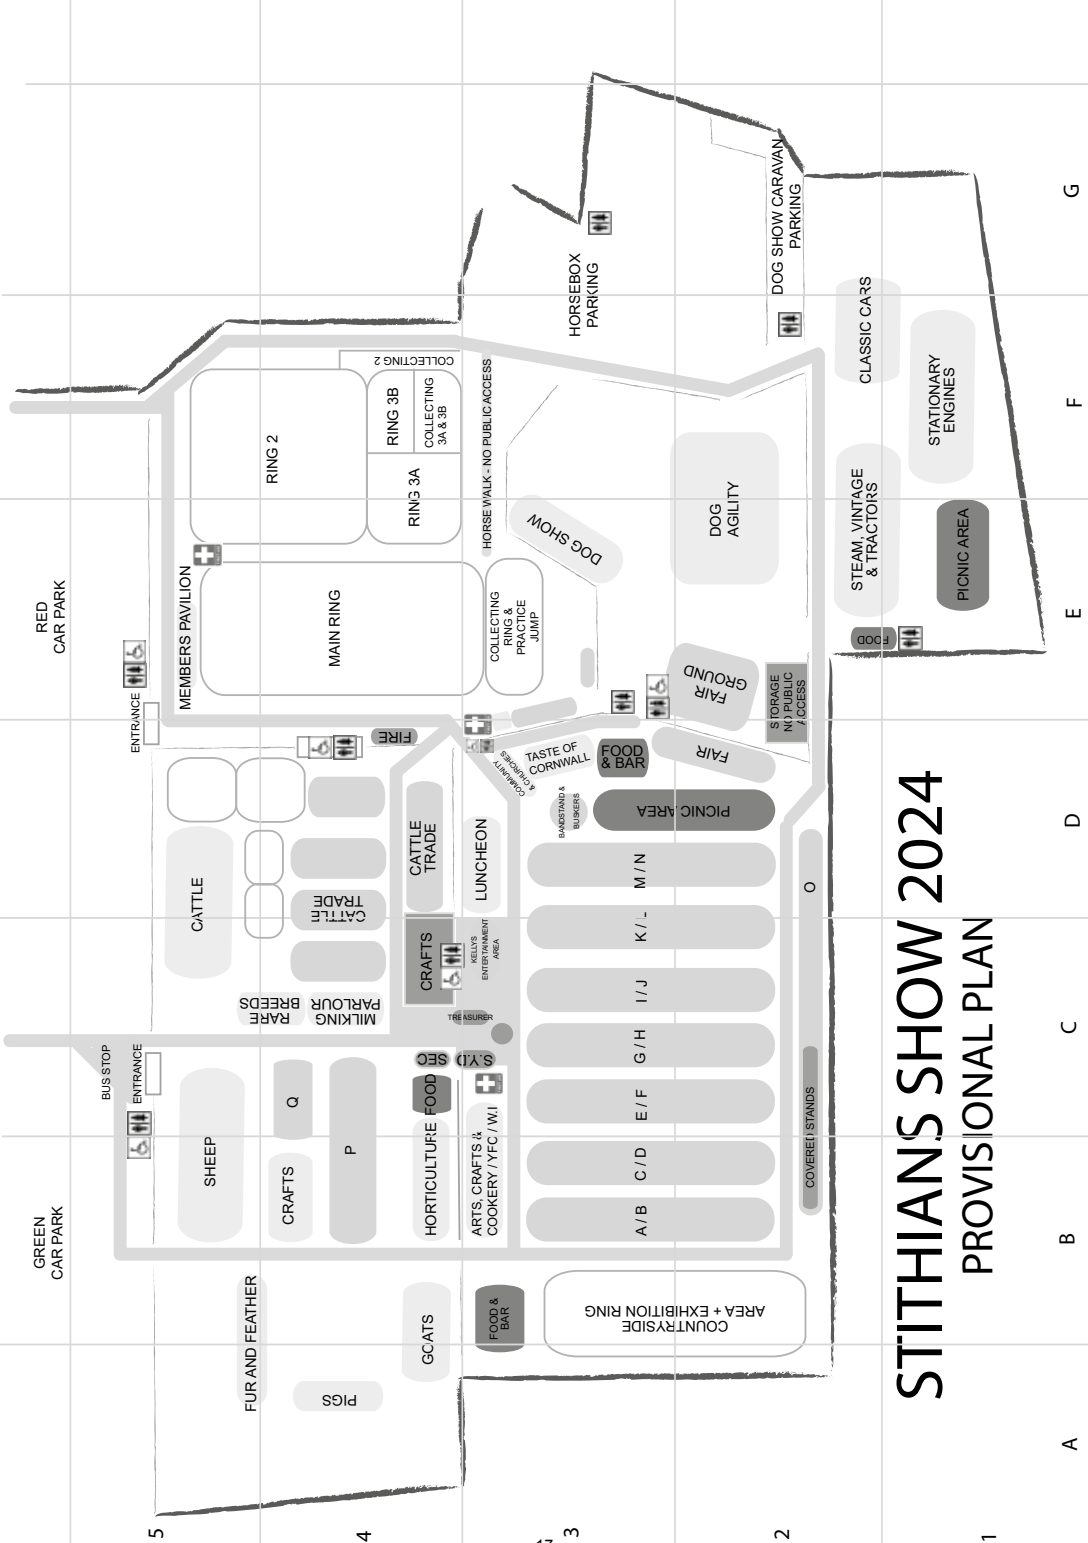 STITHIANS SHOW 2024
PROVISIONAL PLAN
RED
CAR PARK
GREEN
CAR PARK
BUS STOP
ENTRANCE
ENTRANCE
MEMBERS PAVILION
RING 2
COLLECTING 2
RING 3B
COLLECTING
3A & 3B
RING 3A
HORSE WALK - NO PUBLIC ACCESS
MAIN RING
COLLECTING
RING &
PRACTICE
JUMP
HORSEBOX
PARKING
DOG SHOW CARAVAN
PARKING
CLASSIC CARS
STATIONARY
ENGINES
STEAM, VINTAGE
& TRACTORS
PICNIC AREA
FOOD
DOG SHOW
DOG
AGILITY
FAIR
GROUND
STORAGE
NO PUBLIC
ACCESS
FAIR
FIRE
COMMUNITY
& CHURCHES
TASTE OF
CORNWALL
FOOD
& BAR
BANDSTAND &
BUSKERS
PICNIC AREA
CATTLE
CATTLE
TRADE
CATTLE
TRADE
LUNCHEON
CRAFTS
KELLYS
ENTERTAINMENT
AREA
RARE
BREEDS
MILKING
PARLOUR
TREASURER
SEC
S.Y.D
FOOD
SHEEP
Q
CRAFTS
P
HORTICULTURE
ARTS, CRAFTS &
COOKERY / YFC / W.I
M / N
K / L
I / J
G / H
E / F
C / D
A / B
O
COVERED STANDS
FUR AND FEATHER
PIGS
GOATS
FOOD &
BAR
COUNTRYSIDE
AREA + EXHIBITION RING
A
B
C
D
E
F
G
5
4
3
2
1